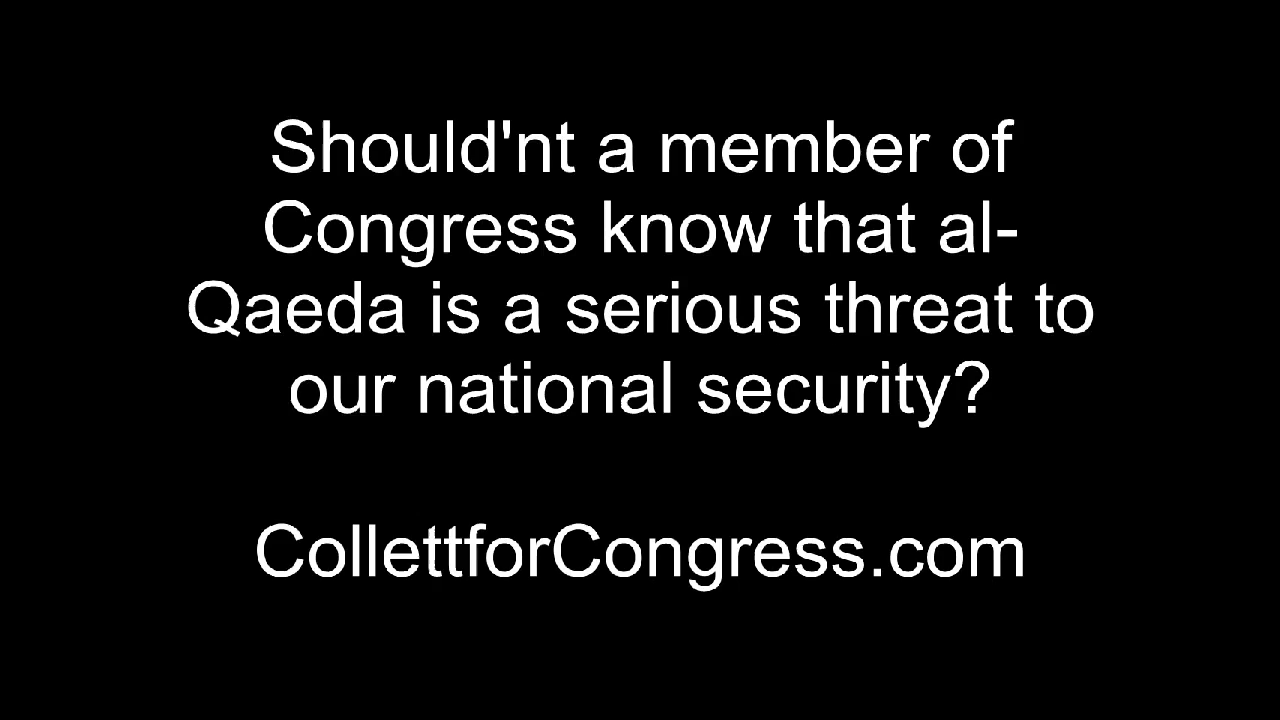 Should'nt a member of
Congress know that al-
Qaeda is a serious threat to
our national security?
CollettforCongress.com